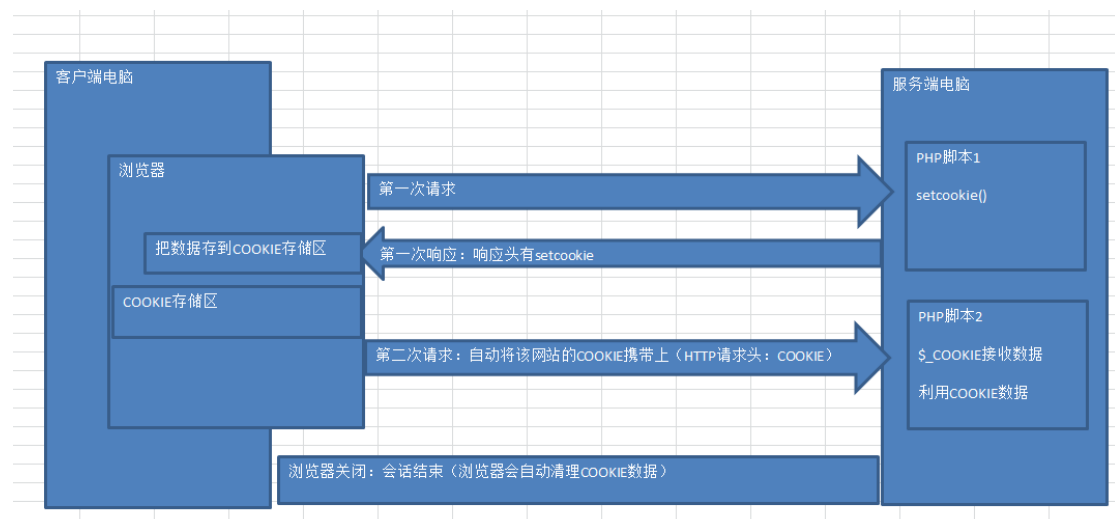 客户端电脑
服务端电脑
浏览器
PHP脚本1
setcookie()
第一次请求
把数据存到COOKIE存储区
第一次响应：响应头有setcookie
COOKIE存储区
PHP脚本2
$_COOKIE接收数据
利用COOKIE数据
第二次请求：自动将该网站的COOKIE携带上（HTTP请求头：COOKIE）
浏览器关闭：会话结束（浏览器会自动清理COOKIE数据）